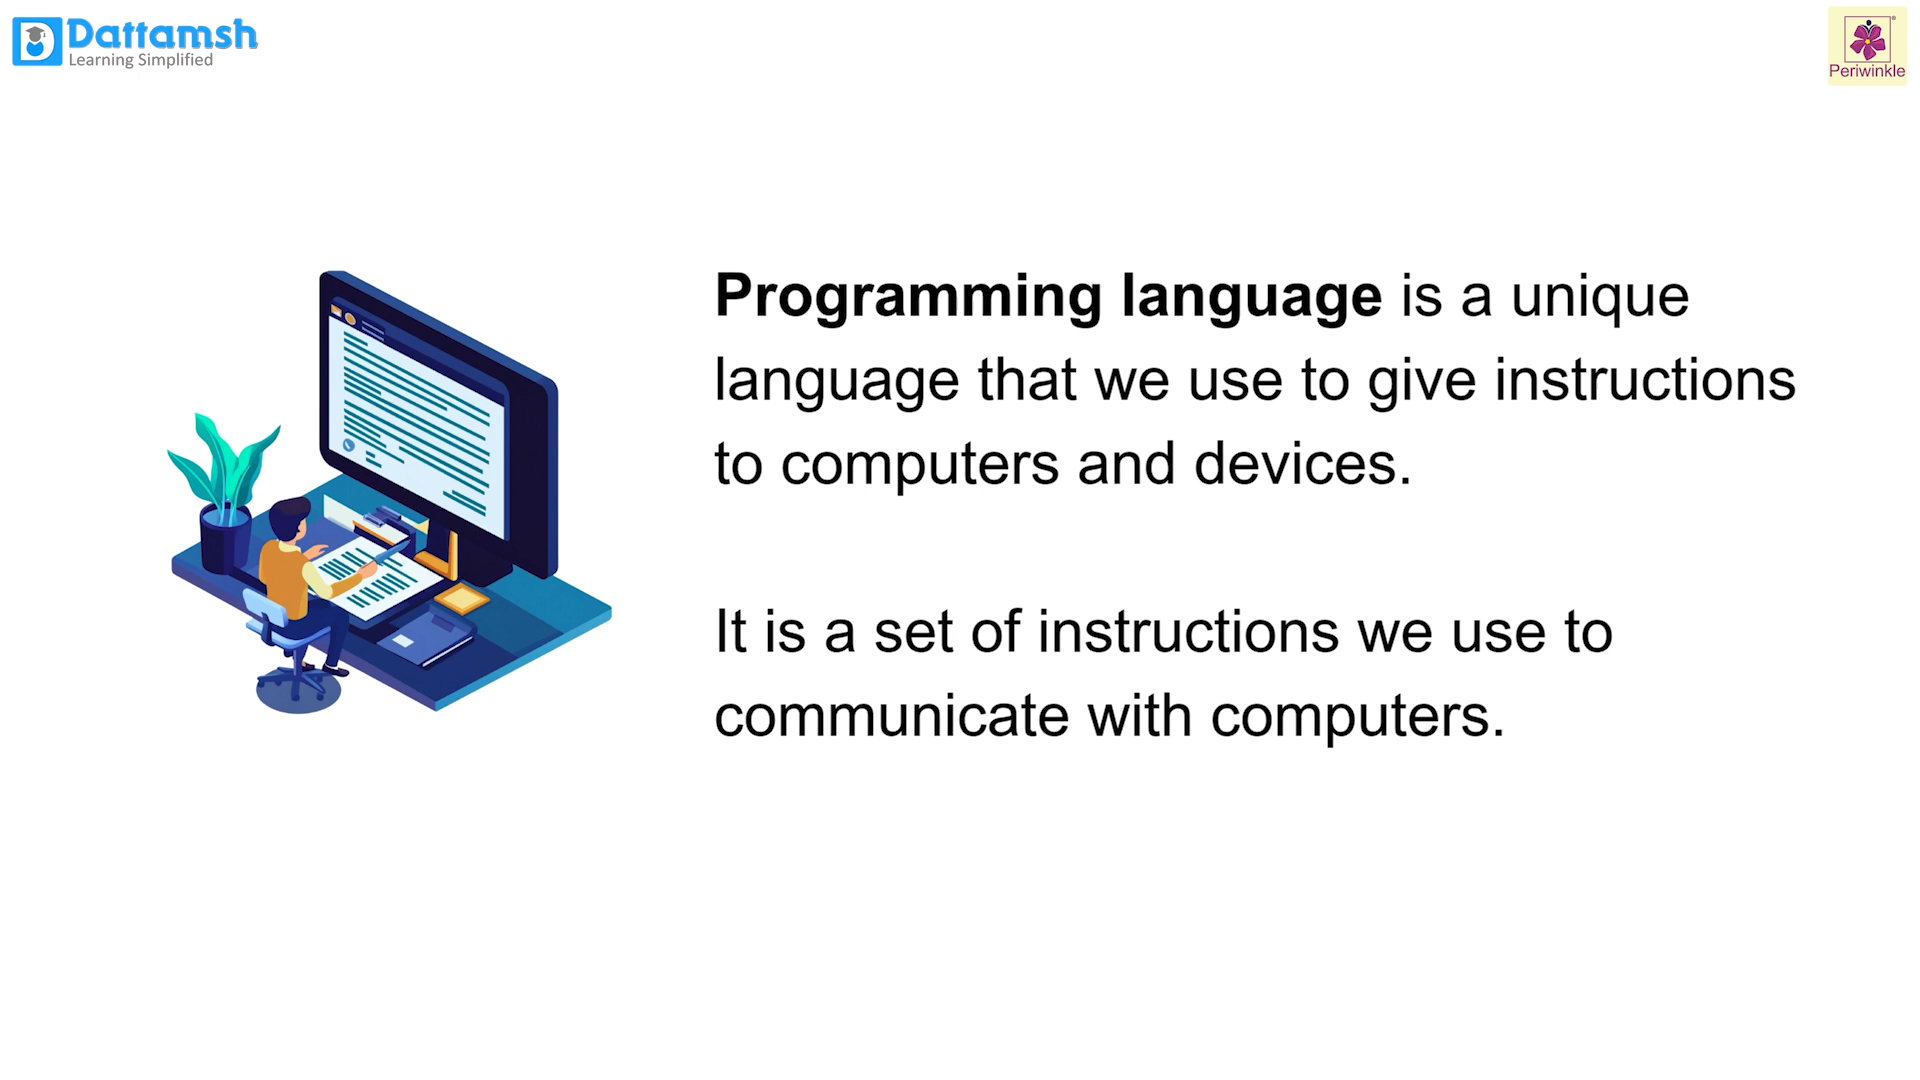 Dattamsh
Learning Simplified
Periwinkle
Programming language is a unique
language that we use to give instructions
to computers and devices.
It is a set of instructions we use to
communicate with computers.